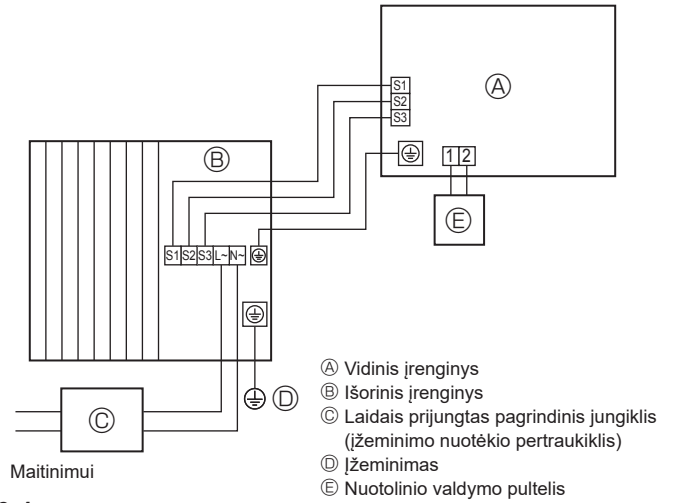 Ⓐ
S1
S2
S3
1 2
Ⓔ
Ⓑ
S1 S2 S3 L~ N~
Ⓒ
Ⓓ
Maitinimui
Ⓐ Vidinis įrenginys
Ⓑ Išorinis įrenginys
Ⓒ Laidais prijungtas pagrindinis jungiklis
(įžeminimo nuotėkio pertraukiklis)
Ⓓ Įžeminimas
Ⓔ Nuotolinio valdymo pultelis